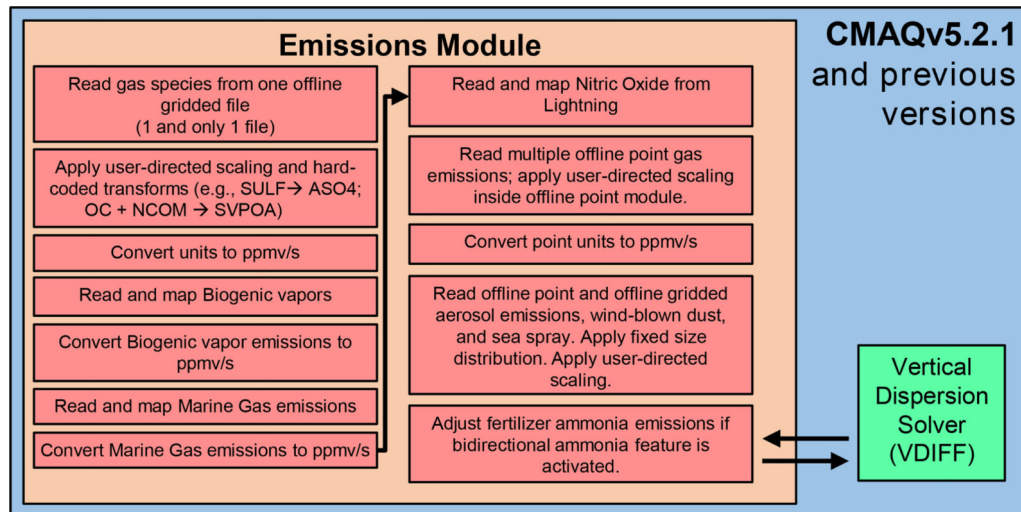 Emissions Module
Read gas species from one offline
gridded file
(1 and only 1 file)
Apply user-directed scaling and hard-
coded transforms (e.g., SULF→ ASO4;
OC + NCOM → SVPOA)
Convert units to ppmv/s
Read and map Biogenic vapors
Convert Biogenic vapor emissions to
ppmv/s
Read and map Marine Gas emissions
Convert Marine Gas emissions to ppmv/s
Read and map Nitric Oxide from
Lightning
Read multiple offline point gas
emissions; apply user-directed scaling
inside offline point module.
Convert point units to ppmv/s
Read offline point and offline gridded
aerosol emissions, wind-blown dust,
and sea spray. Apply fixed size
distribution. Apply user-directed
scaling.
Adjust fertilizer ammonia emissions if
bidirectional ammonia feature is
activated.
CMAQv5.2.1
and previous
versions
Vertical
Dispersion
Solver
(VDIFF)